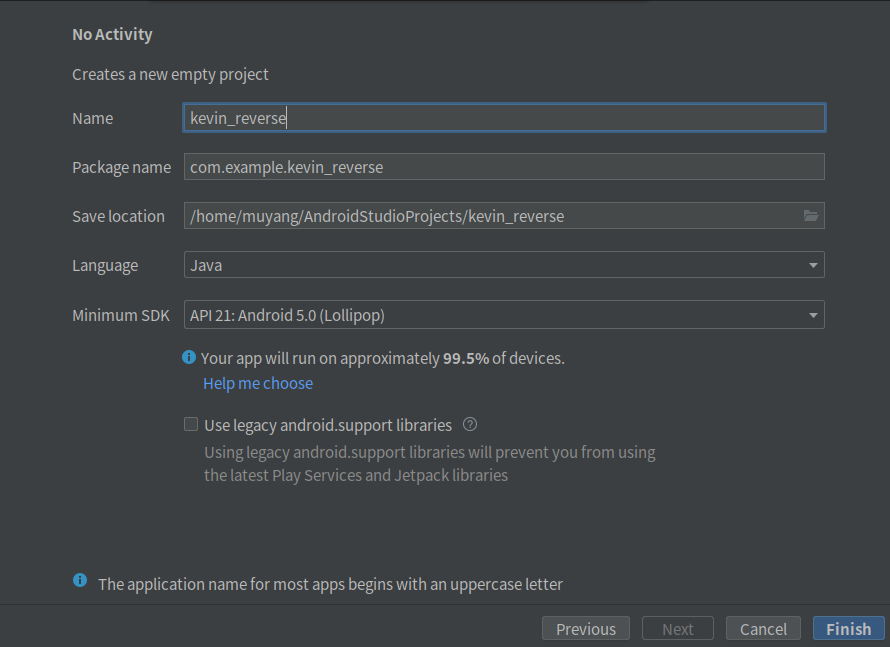 No Activity
Creates a new empty project
Name kevin_reverse
Package name com.example.kevin_reverse
Save location /home/muyang/AndroidStudioProjects/kevin_reverse
Language Java
Minimum SDK API 21: Android 5.0 (Lollipop)
Your app will run on approximately 99.5% of devices.
Help me choose
Use legacy android.support libraries
Using legacy android.support libraries will prevent you from using
the latest Play Services and Jetpack libraries
The application name for most apps begins with an uppercase letter
Previous Next Cancel Finish